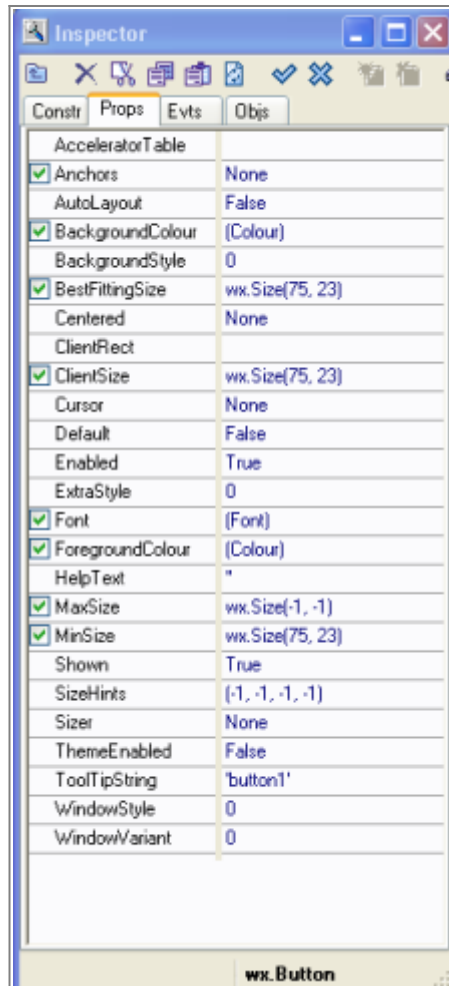 Inspector
Constr Props Evts Objs
AcceleratorTable
Anchors None
AutoLayout False
BackgroundColour (Colour)
BackgroundStyle 0
BestFittingSize wx.Size(75, 23)
Centered None
ClientRect
ClientSize wx.Size(75, 23)
Cursor None
Default False
Enabled True
ExtraStyle 0
Font (Font)
ForegroundColour (Colour)
HelpText ''
MaxSize wx.Size(-1, -1)
MinSize wx.Size(75, 23)
Shown True
SizeHints (-1, -1, -1, -1)
Sizer None
ThemeEnabled False
ToolTipString 'button1'
WindowStyle 0
WindowVariant 0
wx.Button